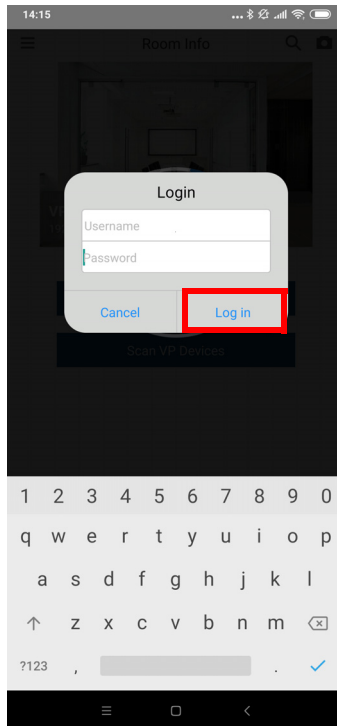 14:15
Room Info
Login
Username
Password
Cancel
Log in
Scan VP Devices
1 2 3 4 5 6 7 8 9 0
q w e r t y u i o p
a s d f g h j k l
z x c v b n m
?123 , .